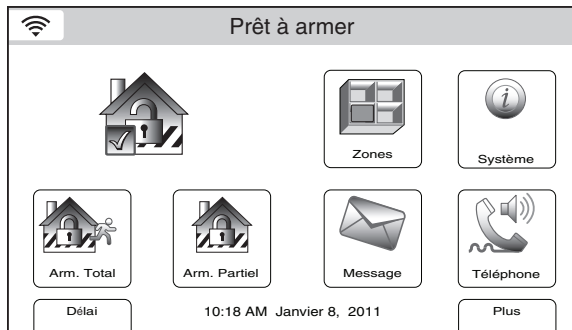 Prêt à armer
Zones
Système
Arm. Total
Arm. Partiel
Message
Téléphone
Délai
10:18 AM Janvier 8, 2011
Plus